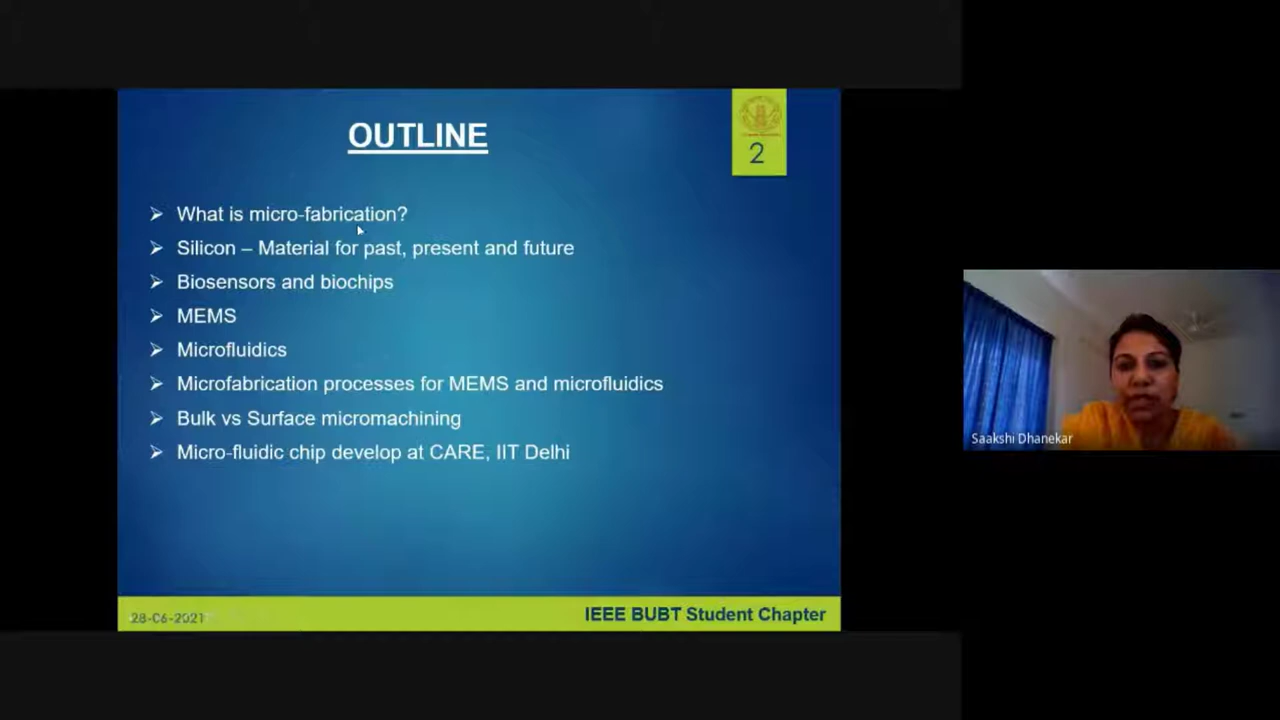 OUTLINE
2
➢ What is micro-fabrication?
➢ Silicon – Material for past, present and future
➢ Biosensors and biochips
➢ MEMS
➢ Microfluidics
➢ Microfabrication processes for MEMS and microfluidics
➢ Bulk vs Surface micromachining
➢ Micro-fluidic chip develop at CARE, IIT Delhi
28-06-2021
IEEE BUBT Student Chapter
Saakshi Dhanekar